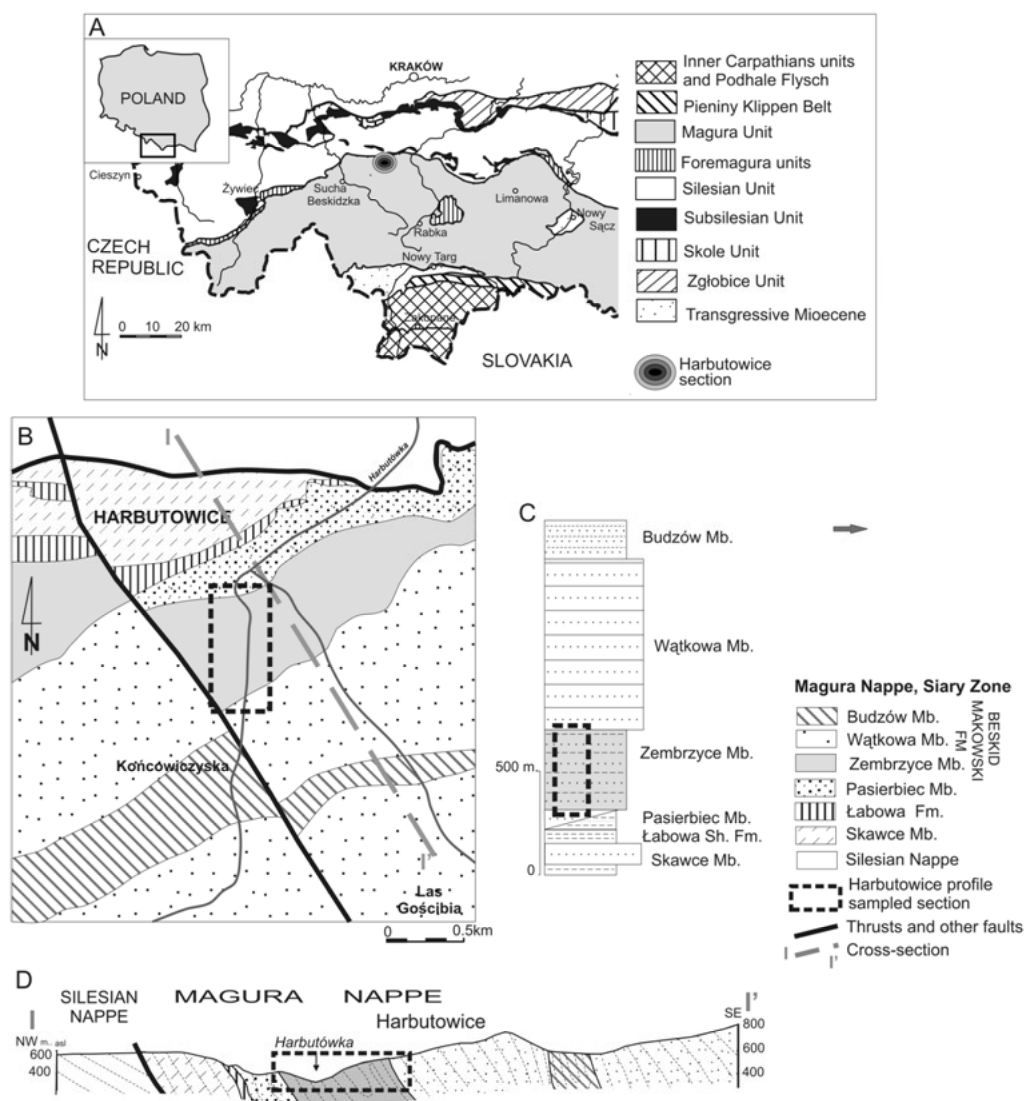 A
POLAND
KRAKÓW
Cieszyn
Żywiec
Sucha
Beskidzka
Limanowa
Nowy
Sącz
Rabka
Nowy Targ
CZECH
REPUBLIC
Zakopane
SLOVAKIA
N
0 10 20 km
Inner Carpathians units
and Podhale Flysch
Pieniny Klippen Belt
Magura Unit
Foremagura units
Silesian Unit
Subsilesian Unit
Skole Unit
Zgłobice Unit
Transgressive Mioecene
Harbutowice
section
B
I
Harbutówka
HARBUTOWICE
N
Końcowiczyska
I'
Las
Gościbia
0 0.5km
C
Budzów Mb.
Wątkowa Mb.
Zembrzyce Mb.
500 m.
Pasierbiec Mb.
Łabowa Sh. Fm.
Skawce Mb.
0
Magura Nappe, Siary Zone
Budzów Mb.
Wątkowa Mb.
Zembrzyce Mb.
BESKID
MAKOWSKI
FM
Pasierbiec Mb.
Łabowa Fm.
Skawce Mb.
Silesian Nappe
Harbutowice profile
sampled section
Thrusts and other faults
I Cross-section
I'
D
SILESIAN
NAPPE
MAGURA NAPPE
I
I'
Harbutowice
NW m.. asl
Harbutówka
SE
600
400
800
600
400